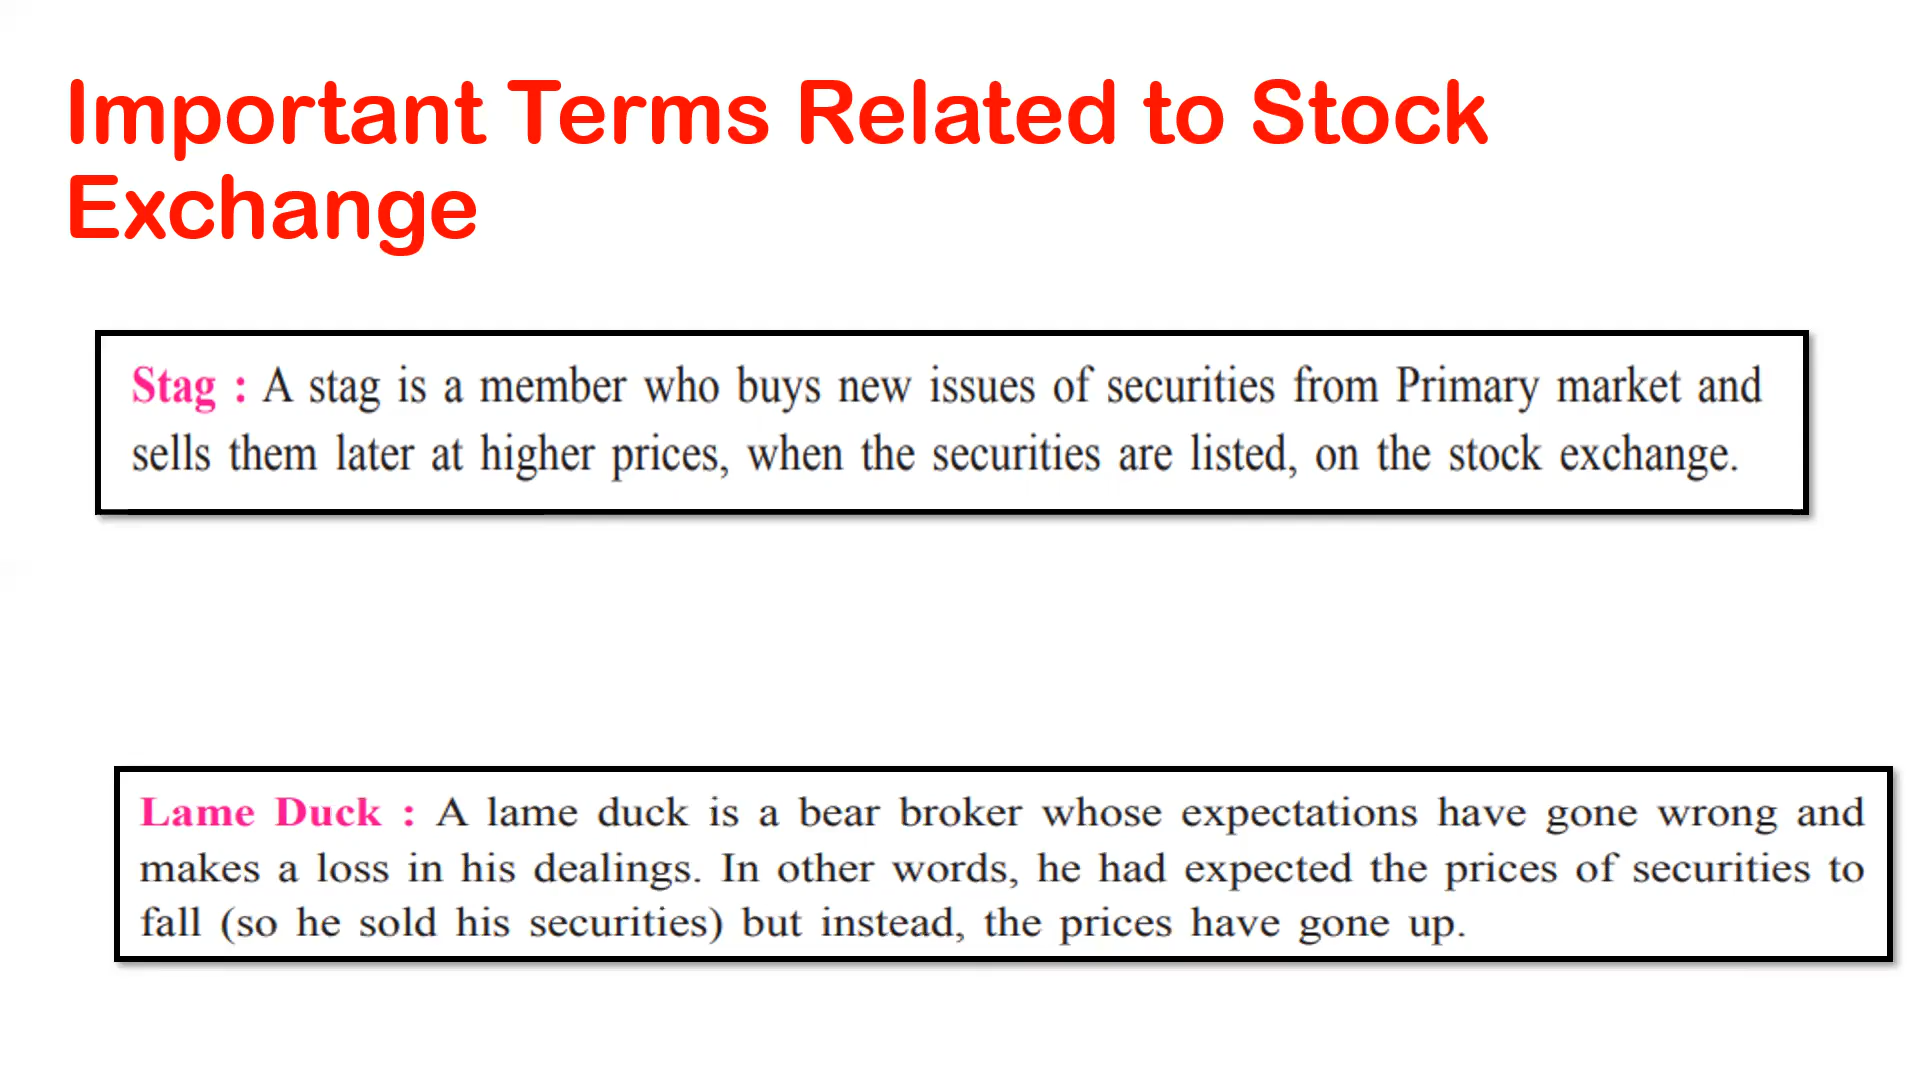 Important Terms Related to Stock
Exchange
Stag : A stag is a member who buys new issues of securities from Primary market and
sells them later at higher prices, when the securities are listed, on the stock exchange.
Lame Duck : A lame duck is a bear broker whose expectations have gone wrong and
makes a loss in his dealings. In other words, he had expected the prices of securities to
fall (so he sold his securities) but instead, the prices have gone up.